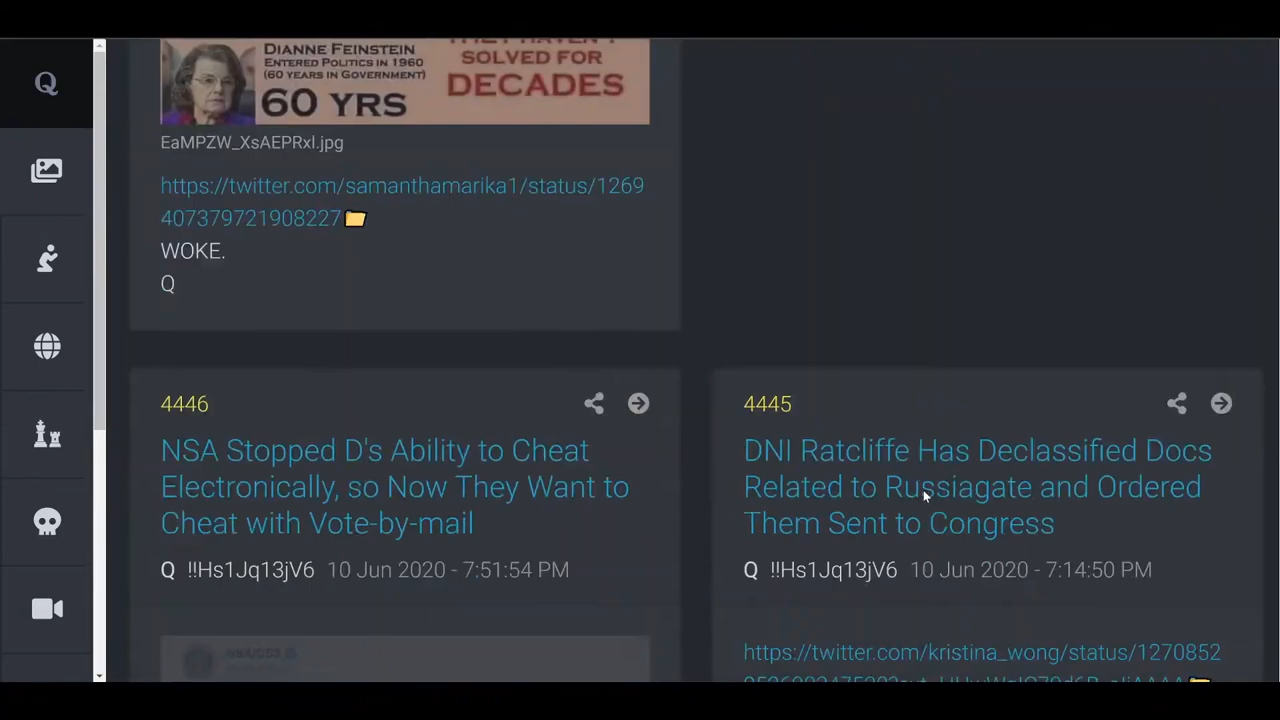 Q
DIANNE FEINSTEIN
ENTERED POLITICS IN 1960
(60 YEARS IN GOVERNMENT)
60 YRS
SOLVED FOR
DECADES
EaMPZW_XsAEPRxl.jpg
https://twitter.com/samanthamarika1/status/1269
407379721908227
WOKE.
Q
4446
NSA Stopped D's Ability to Cheat
Electronically, so Now They Want to
Cheat with Vote-by-mail
Q !!Hs1Jq13jV6 10 Jun 2020 - 7:51:54 PM
4445
DNI Ratcliffe Has Declassified Docs
Related to Russiagate and Ordered
Them Sent to Congress
Q !!Hs1Jq13jV6 10 Jun 2020 - 7:14:50 PM
https://twitter.com/kristina_wong/status/1270852